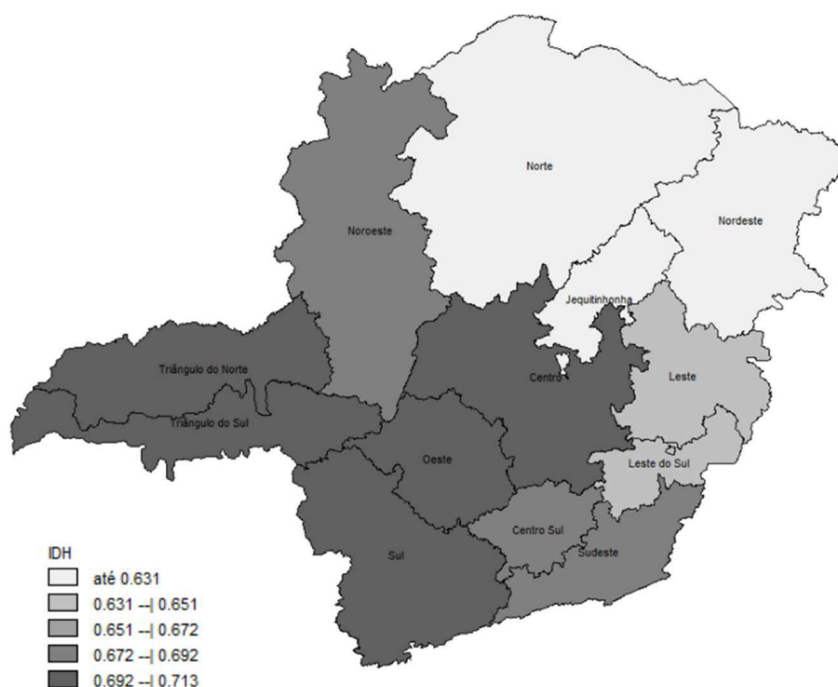 Norte
Nordeste
Noroeste
Jequitinhonha
Triângulo do Norte
Centro
Leste
Triângulo do Sul
Oeste
Leste do Sul
Centro Sul
Sul
Sudeste
IDH
até 0.631
0.631 --| 0.651
0.651 --| 0.672
0.672 --| 0.692
0.692 --| 0.713